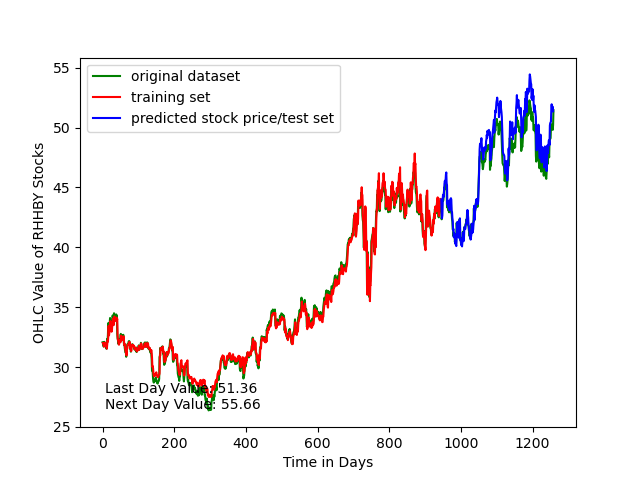 original dataset
training set
predicted stock price/test set
55
50
45
40
35
30
25
OHLC Value of RHHBY Stocks
Last Day Value: 51.36
Next Day Value: 55.66
0 200 400 600 800 1000 1200
Time in Days